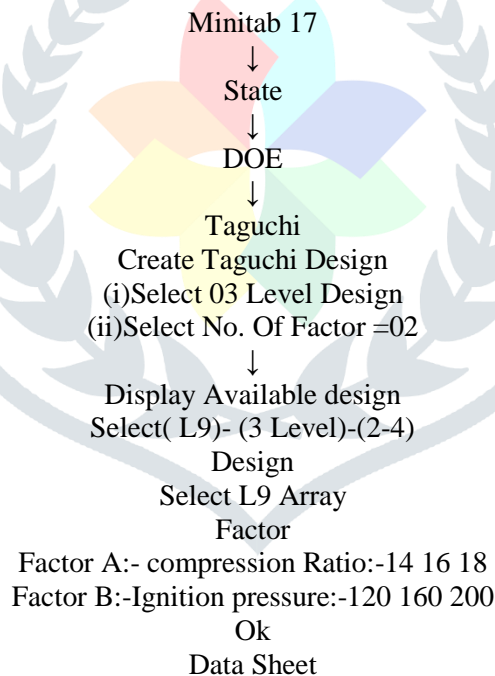 Minitab 17
↓
State
↓
DOE
↓
Taguchi
Create Taguchi Design
(i)Select 03 Level Design
(ii)Select No. Of Factor =02
↓
Display Available design
Select( L9)- (3 Level)-(2-4)
Design
Select L9 Array
Factor
Factor A:- compression Ratio:-14 16 18
Factor B:-Ignition pressure:-120 160 200
Ok
Data Sheet